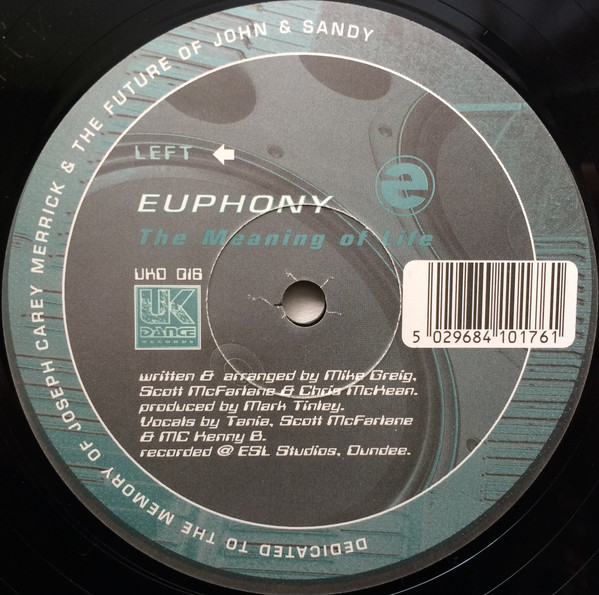 DEDICATED TO THE MEMORY OF JOSEPH CAREY MERRICK & THE FUTURE OF JOHN & SANDY
LEFT
e
EUPHONY
The Meaning of Life
UKD 016
UK
DANCE
RECORDS
5 029684 101761
written & arranged by Mike Greig,
Scott McFarlane & Chris McKean.
produced by Mark Tinley.
Vocals by Tania, Scott McFarlane
& MC Kenny B.
recorded @ ESL Studios, Dundee.